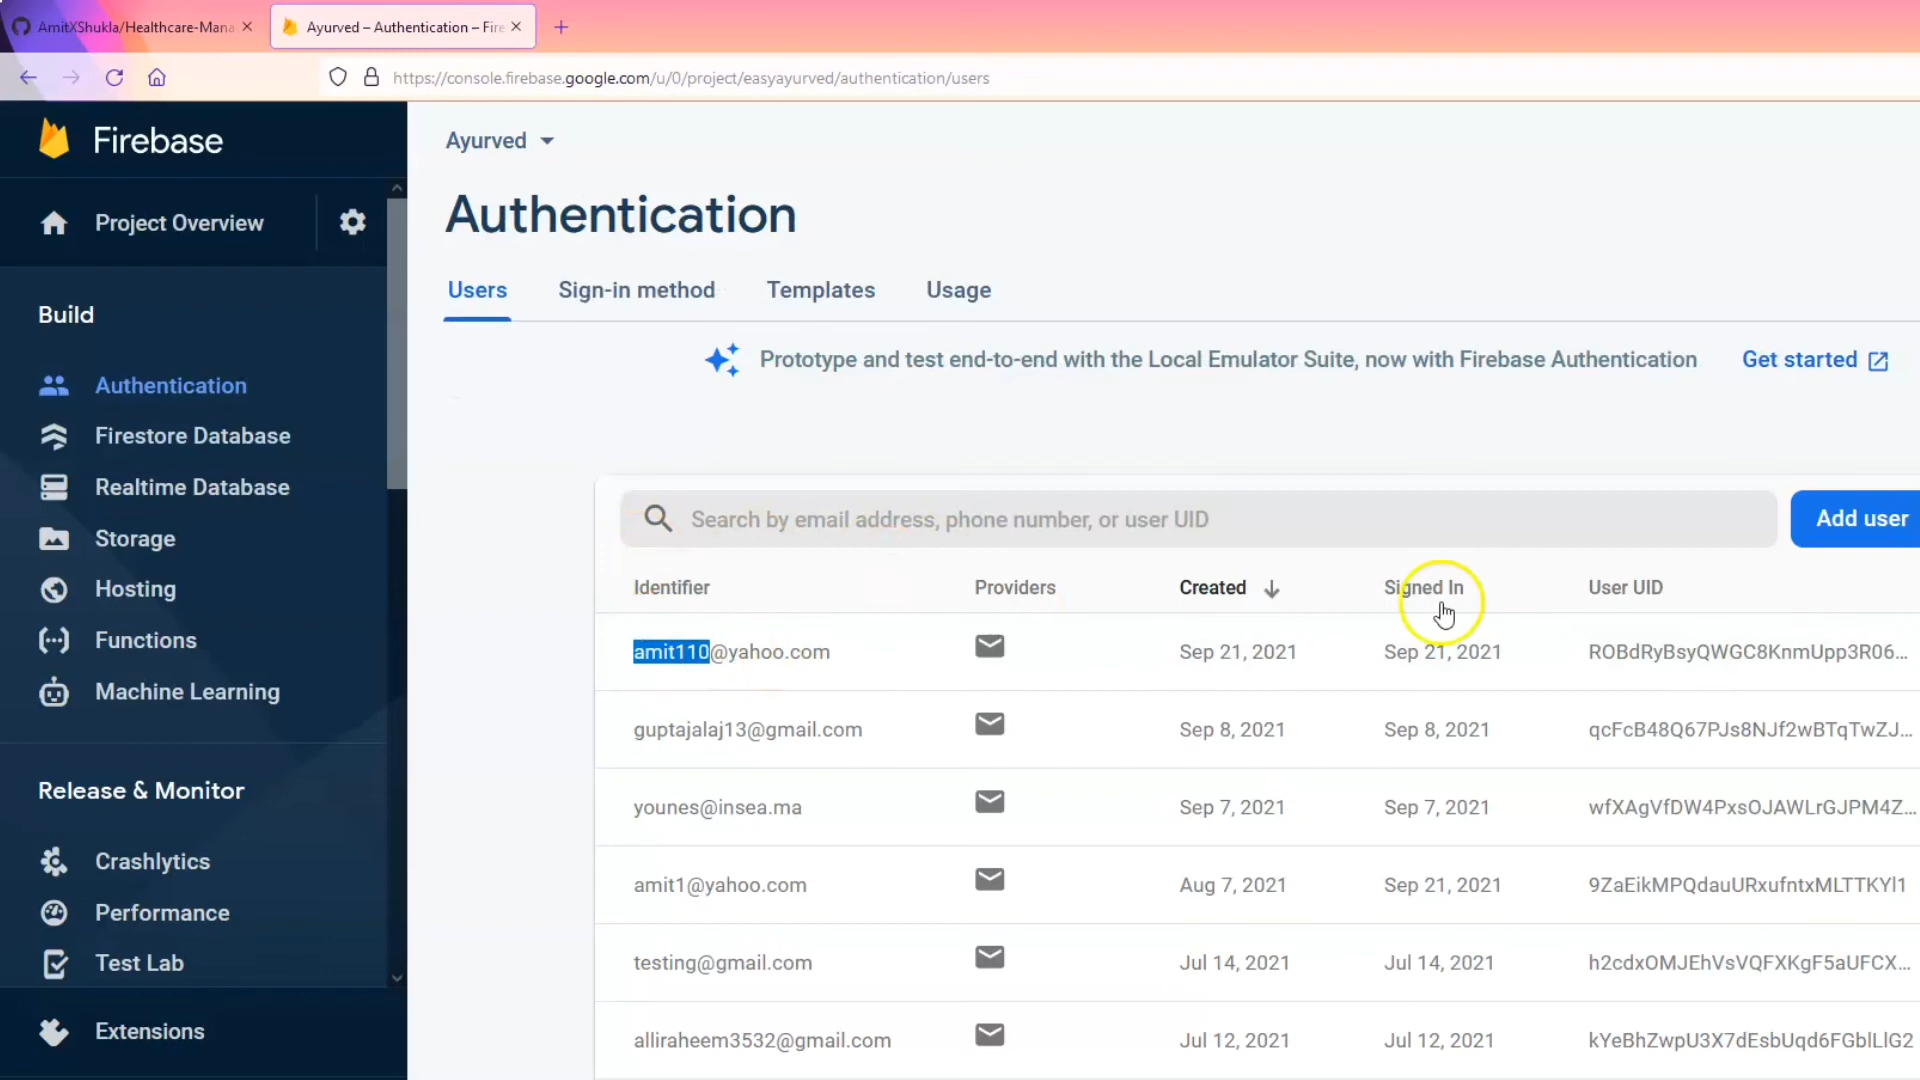 AmitXShukla/Healthcare-Mana
Ayurved – Authentication – Fire
https://console.firebase.google.com/u/0/project/easyayurved/authentication/users
Firebase
Project Overview
Build
Authentication
Firestore Database
Realtime Database
Storage
Hosting
Functions
Machine Learning
Release & Monitor
Crashlytics
Performance
Test Lab
Extensions
Ayurved
Authentication
Users Sign-in method Templates Usage
Prototype and test end-to-end with the Local Emulator Suite, now with Firebase Authentication Get started
Search by email address, phone number, or user UID Add user
Identifier Providers Created Signed In User UID
amit110@yahoo.com Sep 21, 2021 Sep 21, 2021 ROBdRyBsyQWGC8KnmUpp3R06...
guptajalaj13@gmail.com Sep 8, 2021 Sep 8, 2021 qcFcB48Q67PJs8NJf2wBTqTwZJ...
younes@insea.ma Sep 7, 2021 Sep 7, 2021 wfXAgVfDW4PxsOJAWLrGJPM4Z...
amit1@yahoo.com Aug 7, 2021 Sep 21, 2021 9ZaEikMPQdauURxufntxMLTTKYl1
testing@gmail.com Jul 14, 2021 Jul 14, 2021 h2cdxOMJEhVsVQFXKgF5aUFCX...
alliraheem3532@gmail.com Jul 12, 2021 Jul 12, 2021 kYeBhZwpU3X7dEsbUqd6FGblLlG2